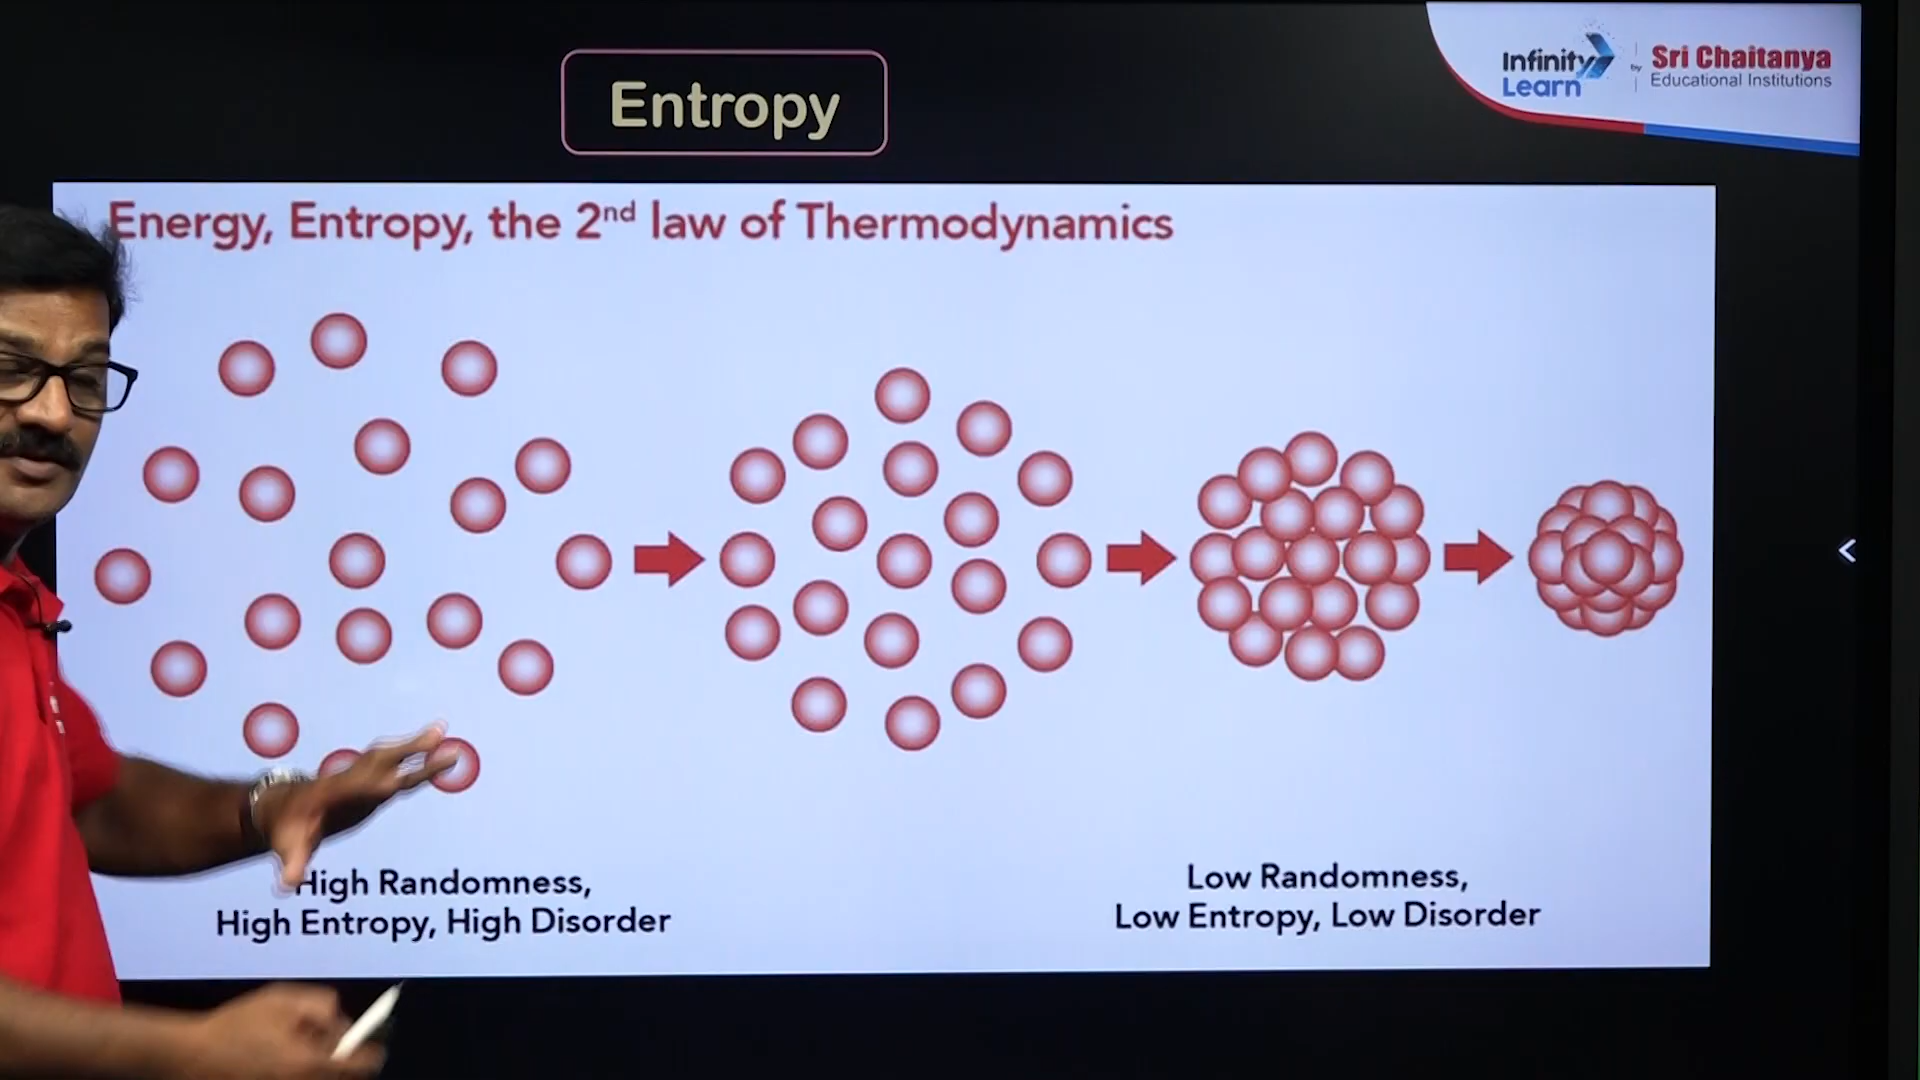 Entropy
Infinity
Learn
by
Sri Chaitanya
Educational Institutions
Energy, Entropy, the 2nd law of Thermodynamics
High Randomness,
High Entropy, High Disorder
Low Randomness,
Low Entropy, Low Disorder